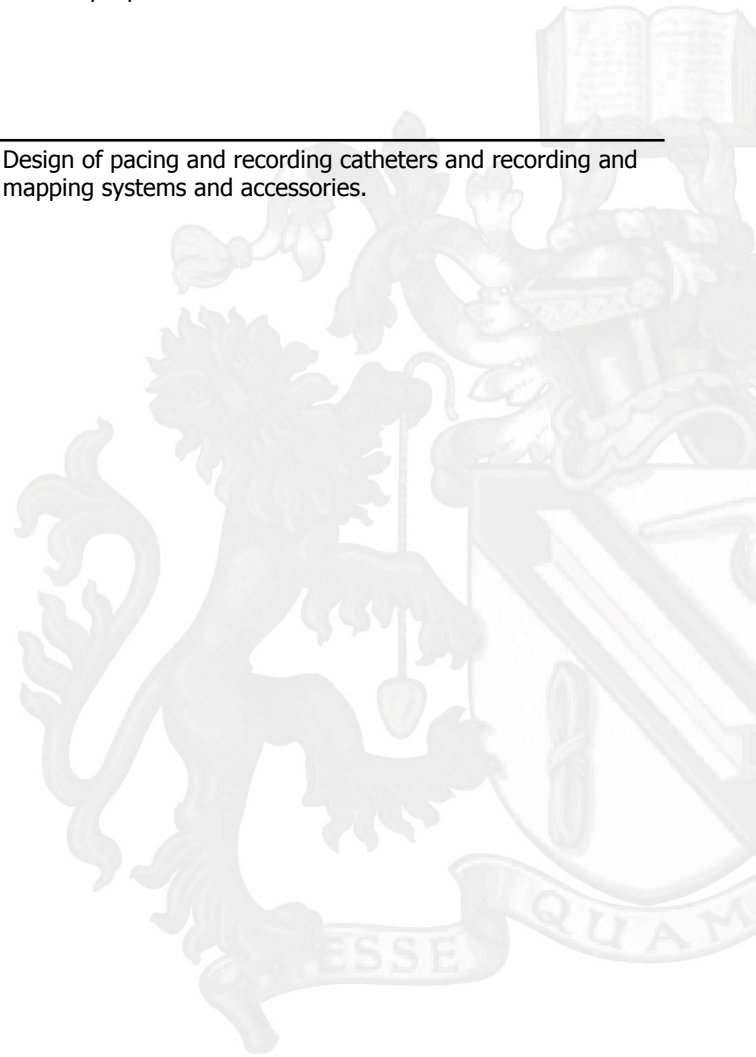 Design of pacing and recording catheters and recording and
mapping systems and accessories.
ESSE
QUAM